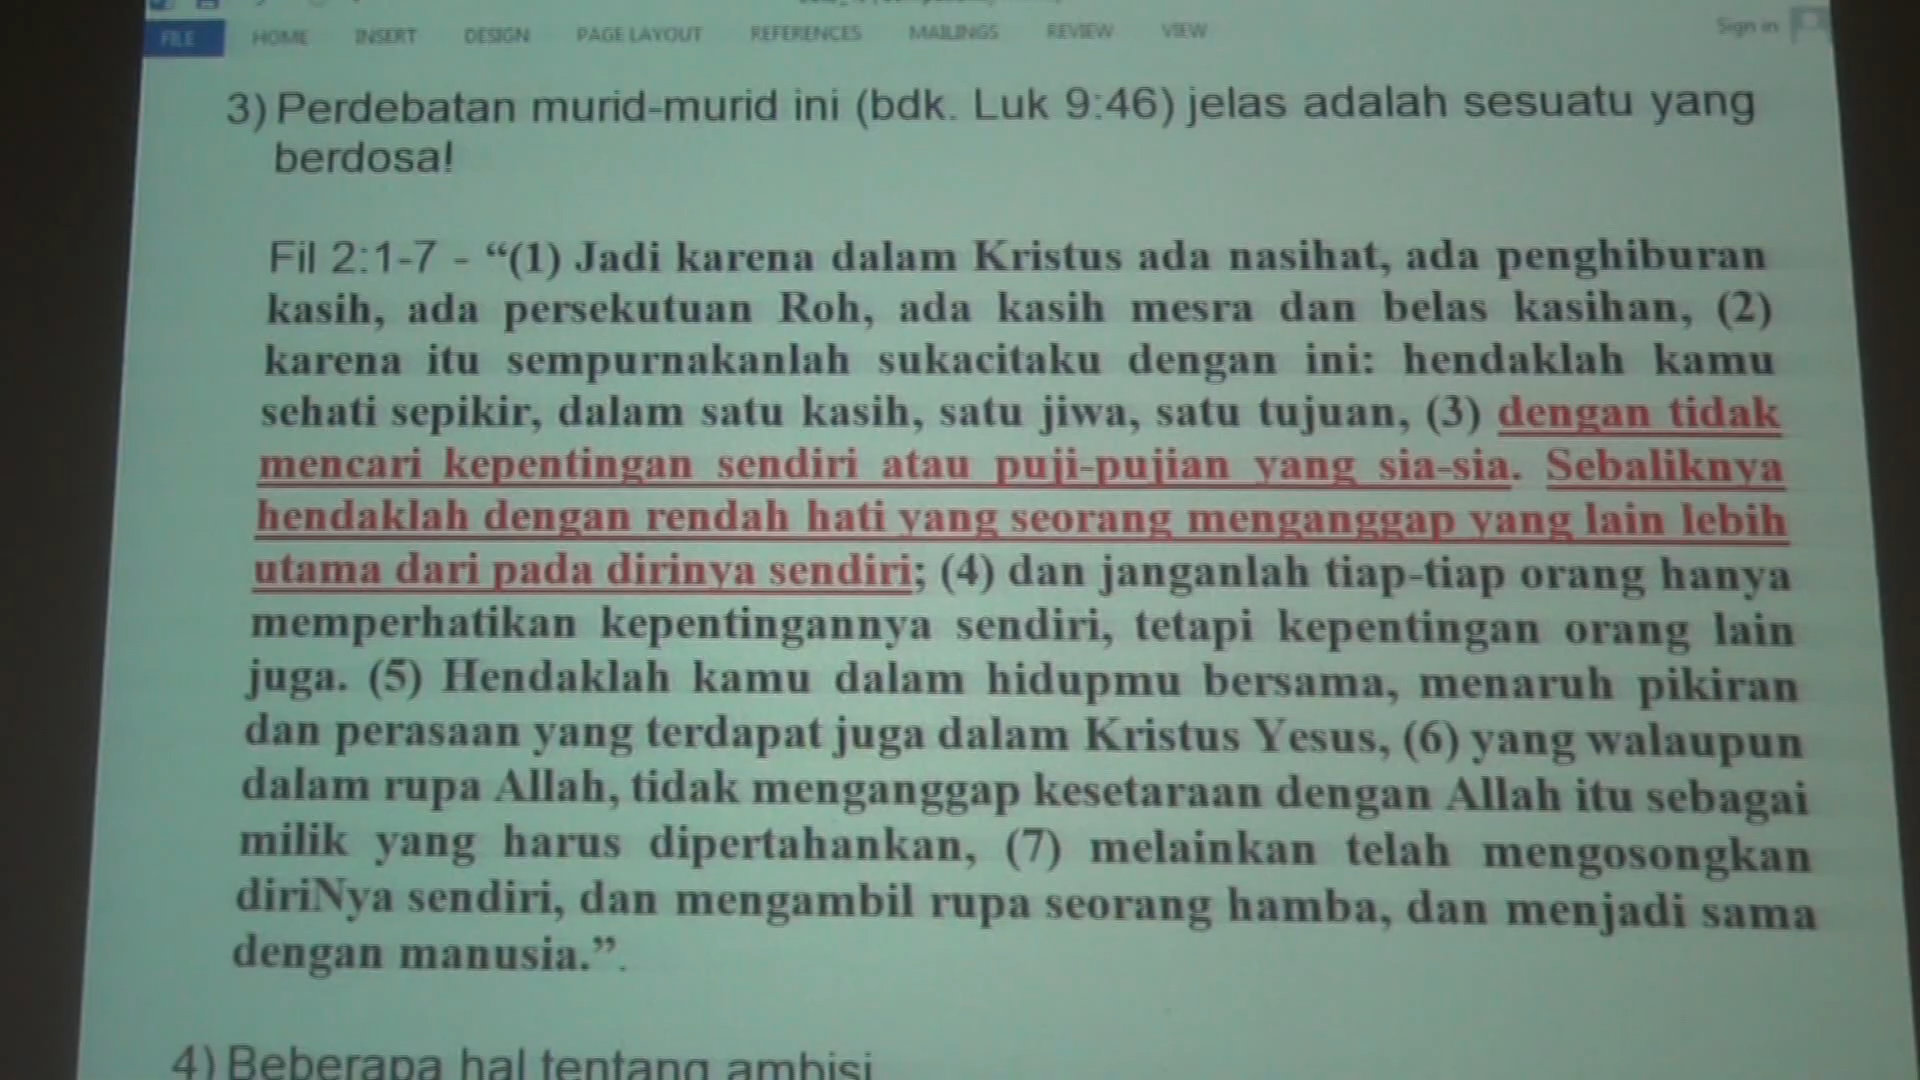 FILE HOME INSERT DESIGN PAGE LAYOUT REFERENCES MAILINGS REVIEW VIEW Sign in
3) Perdebatan murid-murid ini (bdk. Luk 9:46) jelas adalah sesuatu yang
berdosa!
Fil 2:1-7 - “(1) Jadi karena dalam Kristus ada nasihat, ada penghiburan
kasih, ada persekutuan Roh, ada kasih mesra dan belas kasihan, (2)
karena itu sempurnakanlah sukacitaku dengan ini: hendaklah kamu
sehati sepikir, dalam satu kasih, satu jiwa, satu tujuan, (3) dengan tidak
mencari kepentingan sendiri atau puji-pujian yang sia-sia. Sebaliknya
hendaklah dengan rendah hati yang seorang menganggap yang lain lebih
utama dari pada dirinya sendiri; (4) dan janganlah tiap-tiap orang hanya
memperhatikan kepentingannya sendiri, tetapi kepentingan orang lain
juga. (5) Hendaklah kamu dalam hidupmu bersama, menaruh pikiran
dan perasaan yang terdapat juga dalam Kristus Yesus, (6) yang walaupun
dalam rupa Allah, tidak menganggap kesetaraan dengan Allah itu sebagai
milik yang harus dipertahankan, (7) melainkan telah mengosongkan
diriNya sendiri, dan mengambil rupa seorang hamba, dan menjadi sama
dengan manusia.”.
4) Beberapa hal tentang ambisi